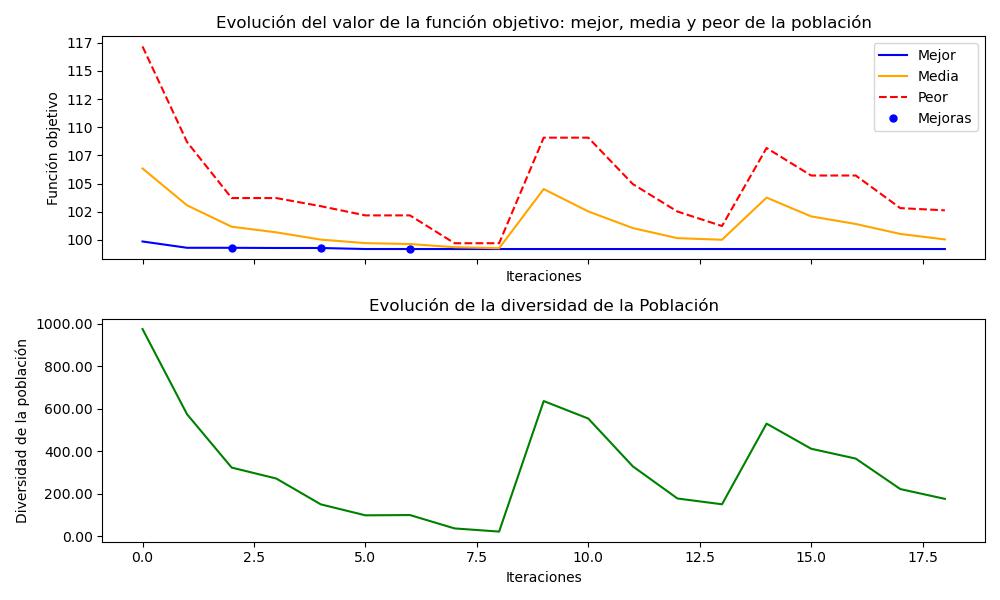 Evolución del valor de la función objetivo: mejor, media y peor de la población
Función objetivo
117
115
112
110
107
105
102
100
Mejor
Media
Peor
Mejoras
Iteraciones
Evolución de la diversidad de la Población
Diversidad de la población
1000.00
800.00
600.00
400.00
200.00
0.00
0.0 2.5 5.0 7.5 10.0 12.5 15.0 17.5
Iteraciones